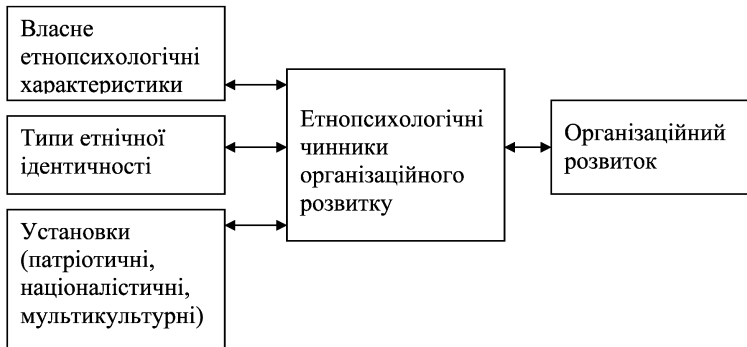 Власне
етнопсихологічні
характеристики
Типи етнічної
ідентичності
Установки
(патріотичні,
націоналістичні,
мультикультурні)
Етнопсихологічні
чинники
організаційного
розвитку
Організаційний
розвиток